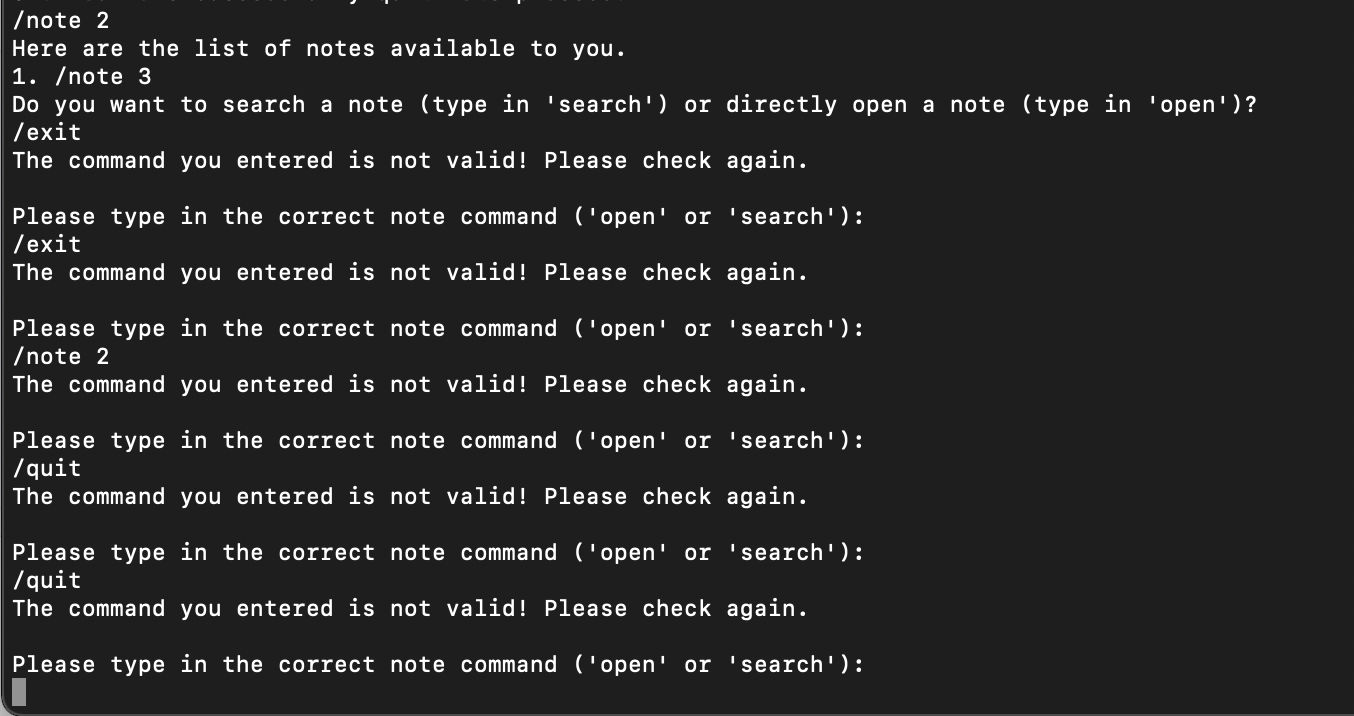 /note 2
Here are the list of notes available to you.
1. /note 3
Do you want to search a note (type in 'search') or directly open a note (type in 'open')?
/exit
The command you entered is not valid! Please check again.
Please type in the correct note command ('open' or 'search'):
/exit
The command you entered is not valid! Please check again.
Please type in the correct note command ('open' or 'search'):
/note 2
The command you entered is not valid! Please check again.
Please type in the correct note command ('open' or 'search'):
/quit
The command you entered is not valid! Please check again.
Please type in the correct note command ('open' or 'search'):
/quit
The command you entered is not valid! Please check again.
Please type in the correct note command ('open' or 'search'):